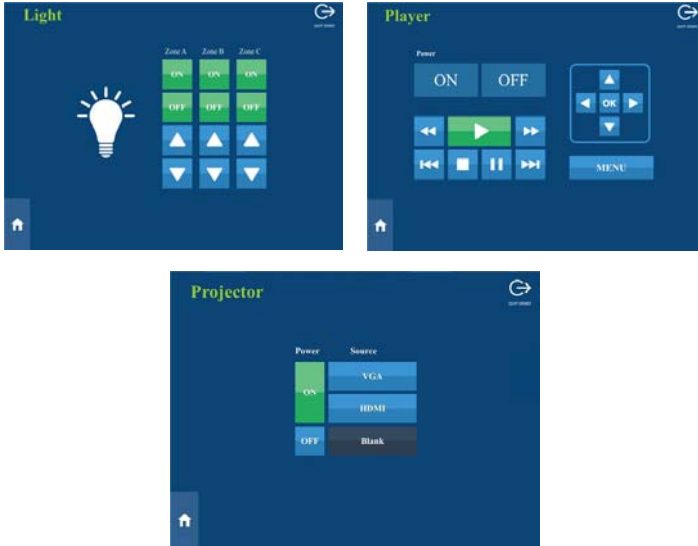 Light
Zone A Zone B Zone C
ON ON ON
OFF OFF OFF
Player
Power
ON OFF
OK
MENU
Projector
Power Source
VGA
ON
HDMI
OFF Blank